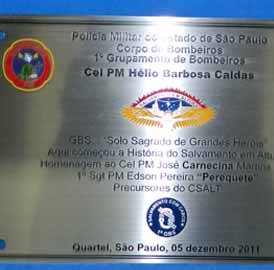 Polícia Militar do Estado de São Paulo
Corpo de Bombeiros
1º Grupamento de Bombeiros
Cel PM Hélio Barbosa Caldas
GBS... "Solo Sagrado de Grandes Heróis"
Aqui começou a História do Salvamento em Altu
Homenagem ao Cel PM José Carnecina Martins
1º Sgt PM Edson Pereira "Perequete"
Precursores do CSALT
Quartel, São Paulo, 05 dezembro 2011